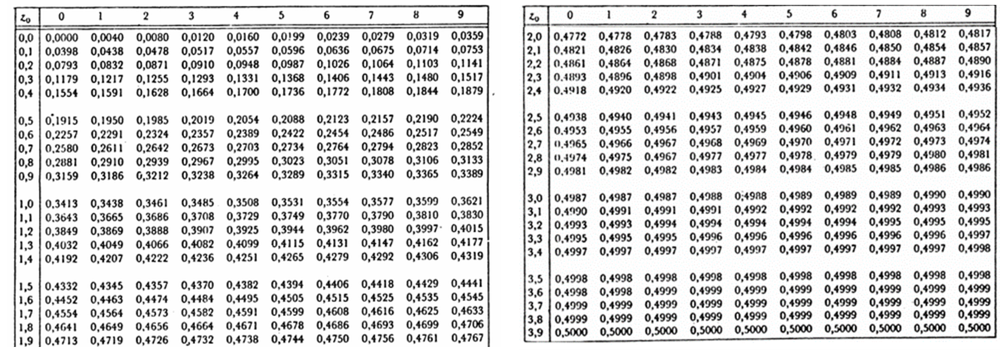 z₀ 0 1 2 3 4 5 6 7 8 9
0,0 0,0000 0,0040 0,0080 0,0120 0,0160 0,0199 0,0239 0,0279 0,0319 0,0359
0,1 0,0398 0,0438 0,0478 0,0517 0,0557 0,0596 0,0636 0,0675 0,0714 0,0753
0,2 0,0793 0,0832 0,0871 0,0910 0,0948 0,0987 0,1026 0,1064 0,1103 0,1141
0,3 0,1179 0,1217 0,1255 0,1293 0,1331 0,1368 0,1406 0,1443 0,1480 0,1517
0,4 0,1554 0,1591 0,1628 0,1664 0,1700 0,1736 0,1772 0,1808 0,1844 0,1879
0,5 0,1915 0,1950 0,1985 0,2019 0,2054 0,2088 0,2123 0,2157 0,2190 0,2224
0,6 0,2257 0,2291 0,2324 0,2357 0,2389 0,2422 0,2454 0,2486 0,2517 0,2549
0,7 0,2580 0,2611 0,2642 0,2673 0,2703 0,2734 0,2764 0,2794 0,2823 0,2852
0,8 0,2881 0,2910 0,2939 0,2967 0,2995 0,3023 0,3051 0,3078 0,3106 0,3133
0,9 0,3159 0,3186 0,3212 0,3238 0,3264 0,3289 0,3315 0,3340 0,3365 0,3389
1,0 0,3413 0,3438 0,3461 0,3485 0,3508 0,3531 0,3554 0,3577 0,3599 0,3621
1,1 0,3643 0,3665 0,3686 0,3708 0,3729 0,3749 0,3770 0,3790 0,3810 0,3830
1,2 0,3849 0,3869 0,3888 0,3907 0,3925 0,3944 0,3962 0,3980 0,3997 0,4015
1,3 0,4032 0,4049 0,4066 0,4082 0,4099 0,4115 0,4131 0,4147 0,4162 0,4177
1,4 0,4192 0,4207 0,4222 0,4236 0,4251 0,4265 0,4279 0,4292 0,4306 0,4319
1,5 0,4332 0,4345 0,4357 0,4370 0,4382 0,4394 0,4406 0,4418 0,4429 0,4441
1,6 0,4452 0,4463 0,4474 0,4484 0,4495 0,4505 0,4515 0,4525 0,4535 0,4545
1,7 0,4554 0,4564 0,4573 0,4582 0,4591 0,4599 0,4608 0,4616 0,4625 0,4633
1,8 0,4641 0,4649 0,4656 0,4664 0,4671 0,4678 0,4686 0,4693 0,4699 0,4706
1,9 0,4713 0,4719 0,4726 0,4732 0,4738 0,4744 0,4750 0,4756 0,4761 0,4767
z₀ 0 1 2 3 4 5 6 7 8 9
2,0 0,4772 0,4778 0,4783 0,4788 0,4793 0,4798 0,4803 0,4808 0,4812 0,4817
2,1 0,4821 0,4826 0,4830 0,4834 0,4838 0,4842 0,4846 0,4850 0,4854 0,4857
2,2 0,4861 0,4864 0,4868 0,4871 0,4875 0,4878 0,4881 0,4884 0,4887 0,4890
2,3 0,4893 0,4896 0,4898 0,4901 0,4904 0,4906 0,4909 0,4911 0,4913 0,4916
2,4 0,4918 0,4920 0,4922 0,4925 0,4927 0,4929 0,4931 0,4932 0,4934 0,4936
2,5 0,4938 0,4940 0,4941 0,4943 0,4945 0,4946 0,4948 0,4949 0,4951 0,4952
2,6 0,4953 0,4955 0,4956 0,4957 0,4959 0,4960 0,4961 0,4962 0,4963 0,4964
2,7 0,4965 0,4966 0,4967 0,4968 0,4969 0,4970 0,4971 0,4972 0,4973 0,4974
2,8 0,4974 0,4975 0,4967 0,4977 0,4977 0,4978 0,4979 0,4979 0,4980 0,4981
2,9 0,4981 0,4982 0,4982 0,4983 0,4984 0,4984 0,4985 0,4985 0,4986 0,4986
3,0 0,4987 0,4987 0,4987 0,4988 0,4988 0,4989 0,4989 0,4989 0,4990 0,4990
3,1 0,4990 0,4991 0,4991 0,4991 0,4992 0,4992 0,4992 0,4992 0,4993 0,4993
3,2 0,4993 0,4993 0,4994 0,4994 0,4994 0,4994 0,4994 0,4995 0,4995 0,4995
3,3 0,4995 0,4995 0,4995 0,4996 0,4996 0,4996 0,4996 0,4996 0,4996 0,4997
3,4 0,4997 0,4997 0,4997 0,4997 0,4997 0,4997 0,4997 0,4997 0,4997 0,4998
3,5 0,4998 0,4998 0,4998 0,4998 0,4998 0,4998 0,4998 0,4998 0,4998 0,4998
3,6 0,4998 0,4998 0,4999 0,4999 0,4999 0,4999 0,4999 0,4999 0,4999 0,4999
3,7 0,4999 0,4999 0,4999 0,4999 0,4999 0,4999 0,4999 0,4999 0,4999 0,4999
3,8 0,4999 0,4999 0,4999 0,4999 0,4999 0,4999 0,4999 0,4999 0,4999 0,4999
3,9 0,5000 0,5000 0,5000 0,5000 0,5000 0,5000 0,5000 0,5000 0,5000 0,5000